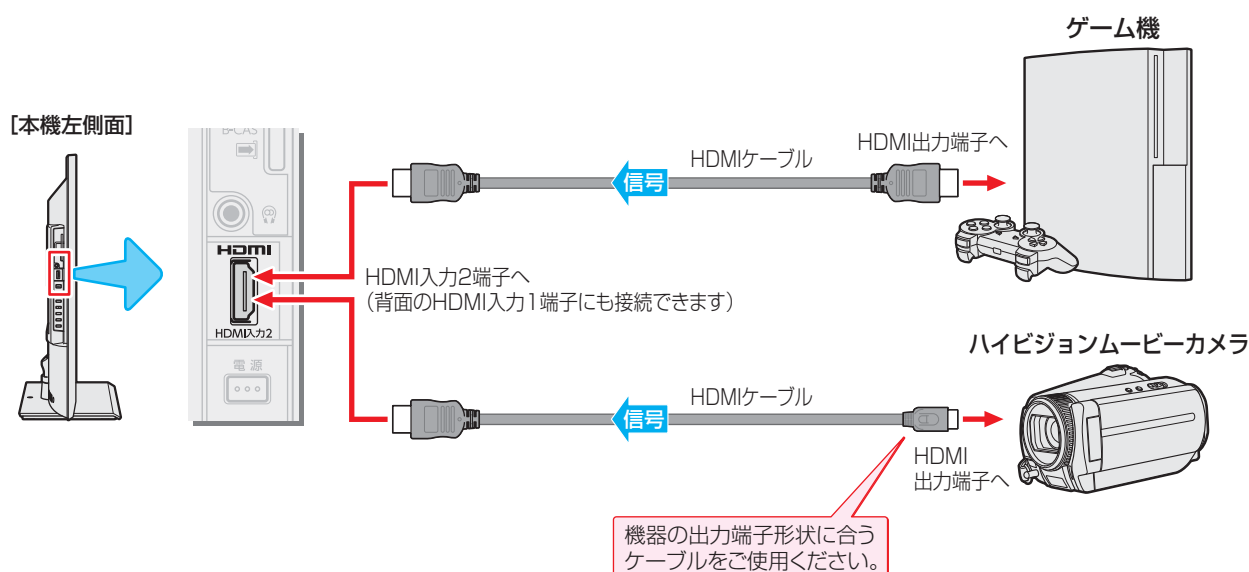 ゲーム機
[本機左側面]
B-CAS
HDMIケーブル
HDMI出力端子へ
信号
HDMI
HDMI入力2端子へ
(背面のHDMI入力1端子にも接続できます)
HDMI入力2
ハイビジョンムービーカメラ
電源
HDMIケーブル
信号
HDMI
出力端子へ
機器の出力端子形状に合う
ケーブルをご使用ください。